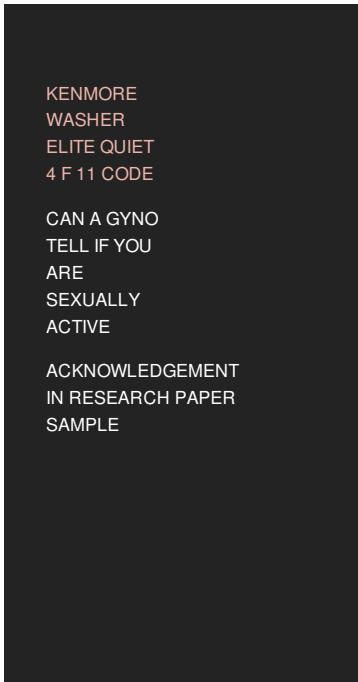 KENMORE
WASHER
ELITE QUIET
4 F 11 CODE
CAN A GYNO
TELL IF YOU
ARE
SEXUALLY
ACTIVE
ACKNOWLEDGEMENT
IN RESEARCH PAPER
SAMPLE